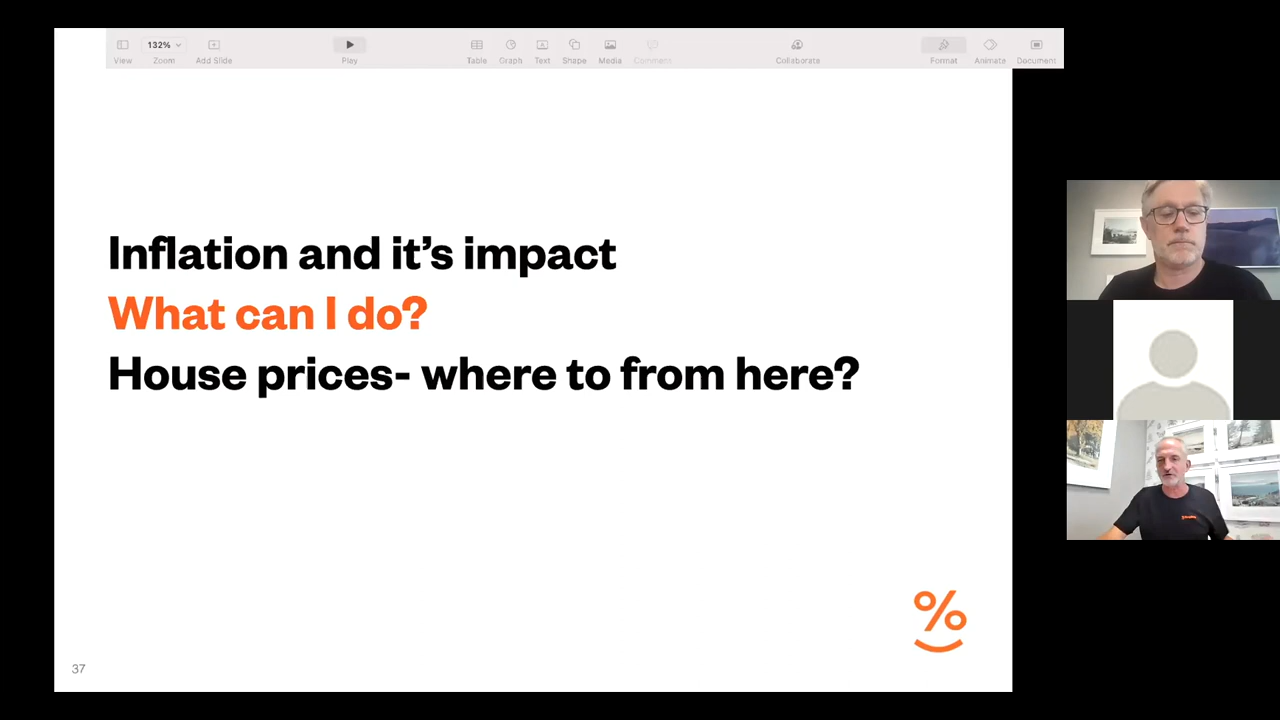 132%
View Zoom Add Slide Play Table Graph Text Shape Media Comment Collaborate Format Animate Document
Inflation and it’s impact
What can I do?
House prices- where to from here?
%
37